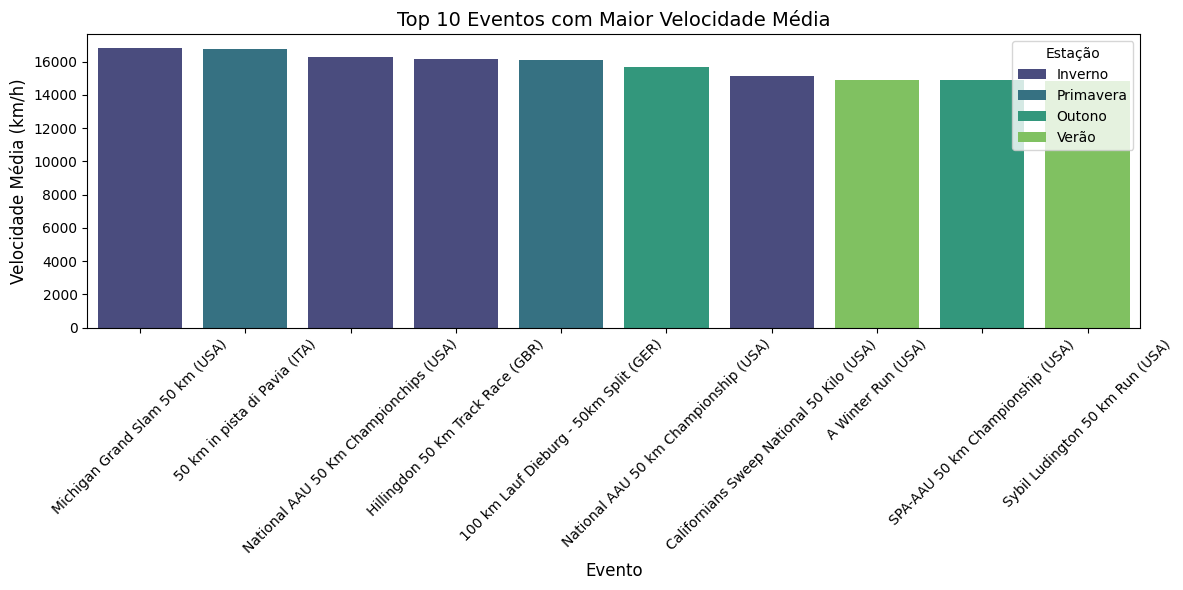 Top 10 Eventos com Maior Velocidade Média
Velocidade Média (km/h)
16000
14000
12000
10000
8000
6000
4000
2000
0
Estação
Inverno
Primavera
Outono
Verão
Michigan Grand Slam 50 km (USA)
50 km in pista di Pavia (ITA)
National AAU 50 Km Championchips (USA)
Hillingdon 50 Km Track Race (GBR)
100 km Lauf Dieburg - 50km Split (GER)
National AAU 50 km Championship (USA)
Californians Sweep National 50 Kilo (USA)
A Winter Run (USA)
SPA-AAU 50 km Championship (USA)
Sybil Ludington 50 km Run (USA)
Evento